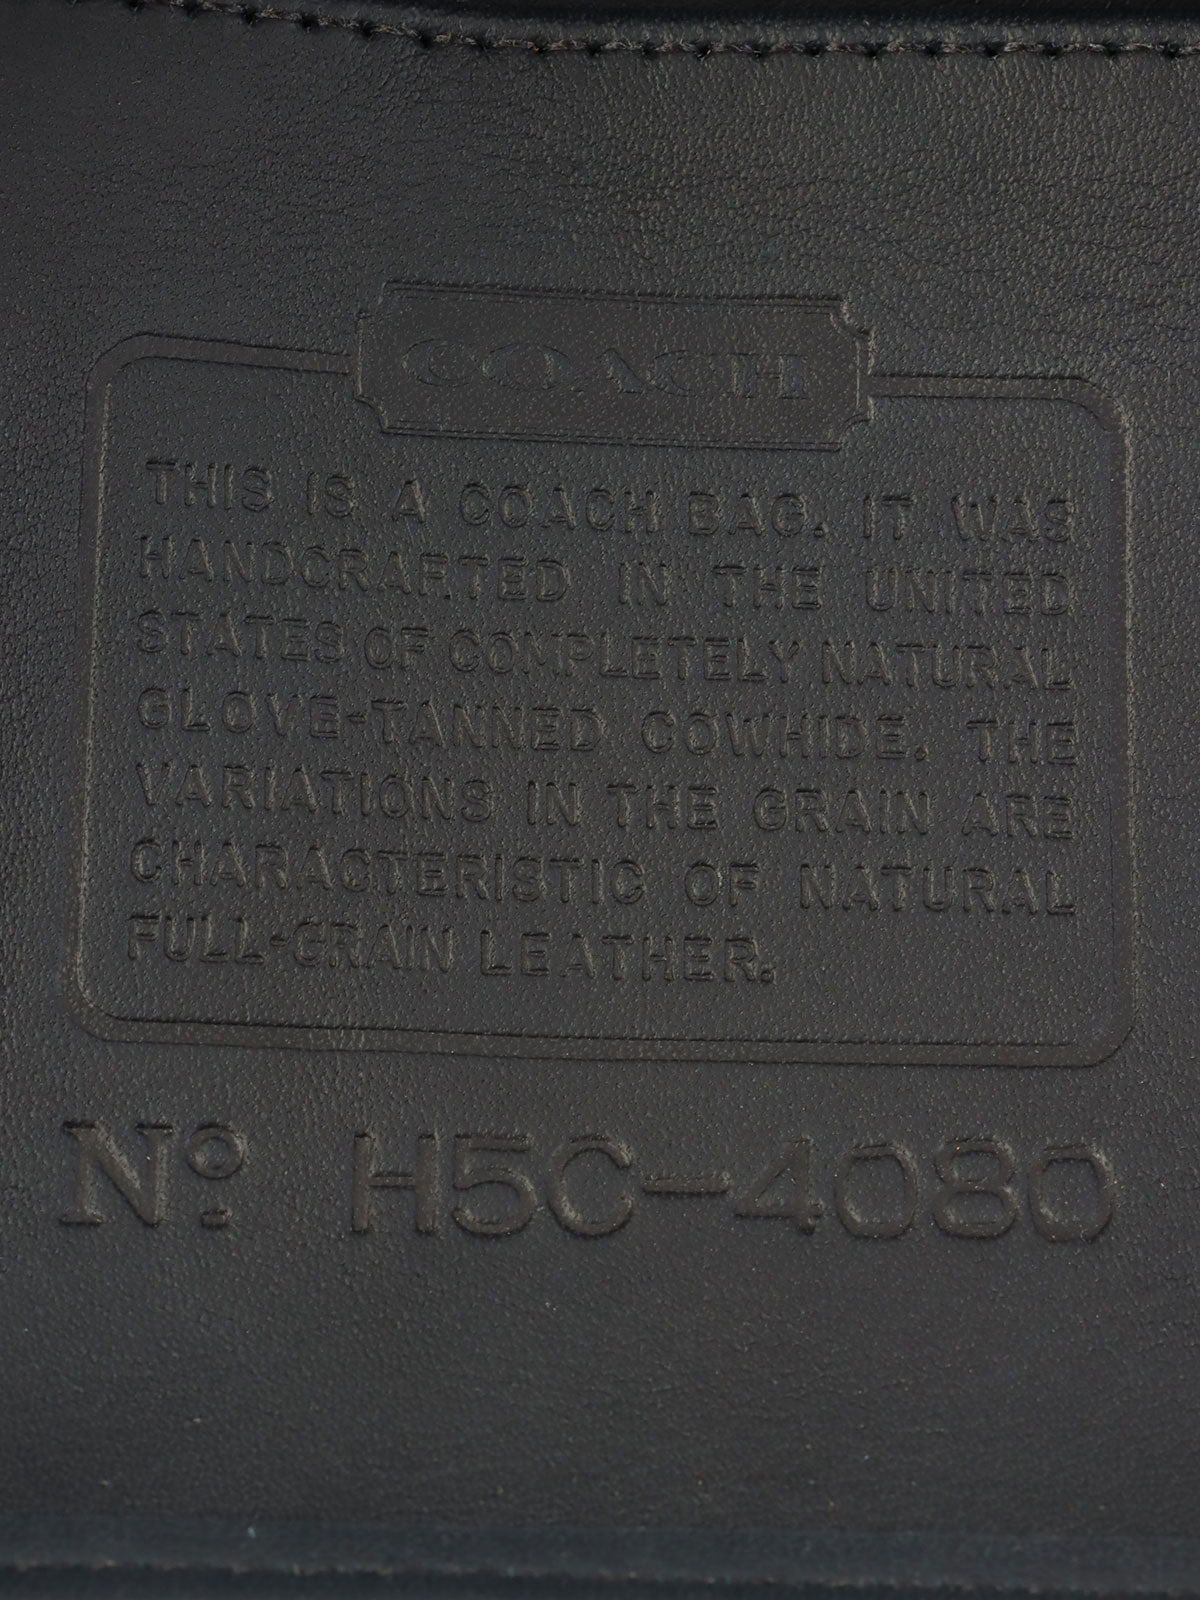 COACH
THIS IS A COACH BAG. IT WAS
HANDCRAFTED IN THE UNITED
STATES OF COMPLETELY NATURAL
GLOVE-TANNED COWHIDE. THE
VARIATIONS IN THE GRAIN ARE
CHARACTERISTIC OF NATURAL
FULL-GRAIN LEATHER.
Nº H5C-4080